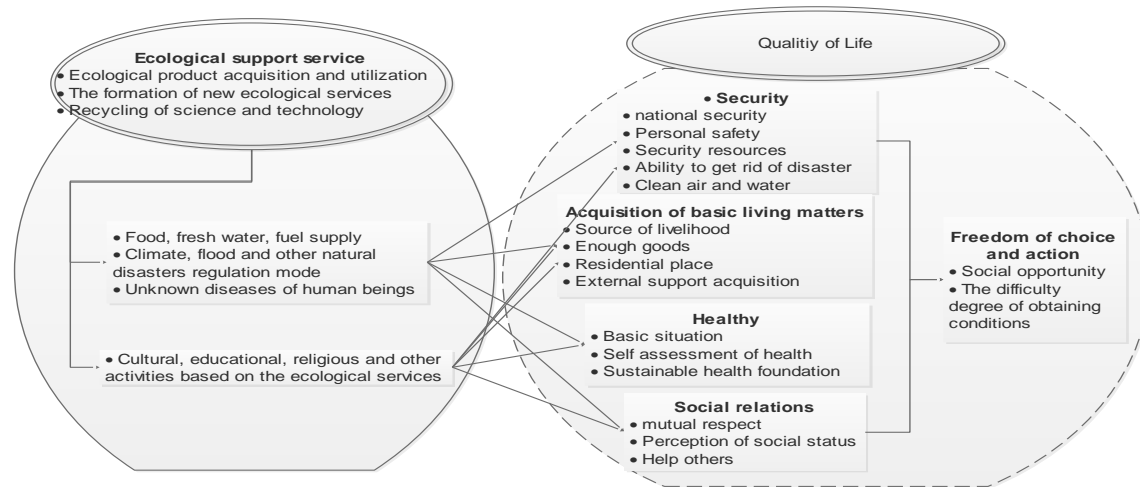 Ecological support service
● Ecological product acquisition and utilization
● The formation of new ecological services
● Recycling of science and technology
● Food, fresh water, fuel supply
● Climate, flood and other natural
disasters regulation mode
● Unknown diseases of human beings
● Cultural, educational, religious and other
activities based on the ecological services
Qualitiy of Life
● Security
● national security
● Personal safety
● Security resources
● Ability to get rid of disaster
● Clean air and water
Acquisition of basic living matters
● Source of livelihood
● Enough goods
● Residential place
● External support acquisition
Healthy
● Basic situation
● Self assessment of health
● Sustainable health foundation
Social relations
● mutual respect
● Perception of social status
● Help others
Freedom of choice
and action
● Social opportunity
● The difficulty
degree of obtaining
conditions